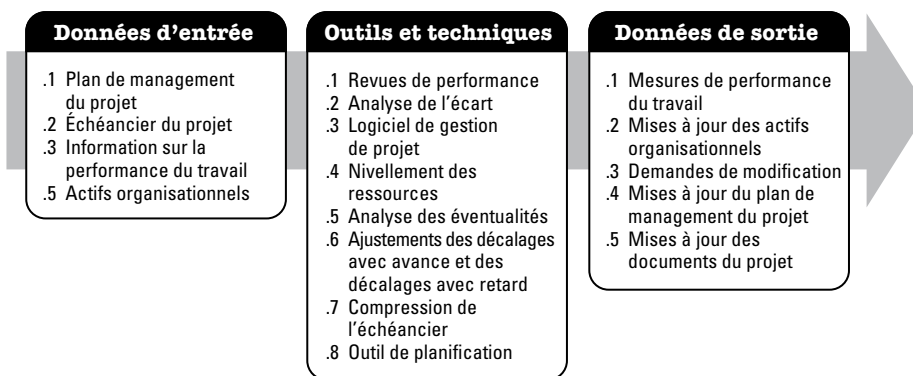 Données d'entrée
.1 Plan de management
du projet
.2 Échéancier du projet
.3 Information sur la
performance du travail
.5 Actifs organisationnels
Outils et techniques
.1 Revues de performance
.2 Analyse de l'écart
.3 Logiciel de gestion
de projet
.4 Nivellement des
ressources
.5 Analyse des éventualités
.6 Ajustements des décalages
avec avance et des
décalages avec retard
.7 Compression de
l'échéancier
.8 Outil de planification
Données de sortie
.1 Mesures de performance
du travail
.2 Mises à jour des actifs
organisationnels
.3 Demandes de modification
.4 Mises à jour du plan de
management du projet
.5 Mises à jour des
documents du projet